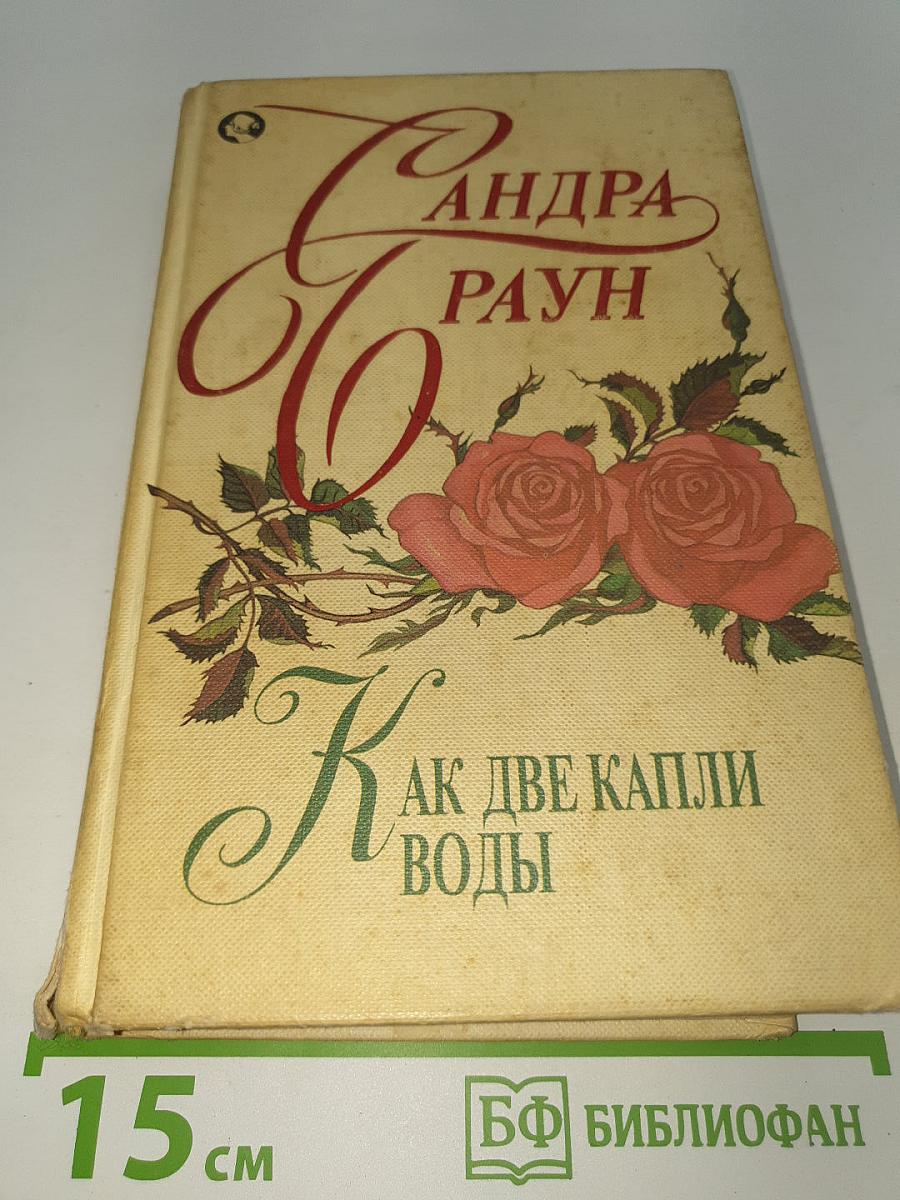 САНДРА
БРАУН
КАК ДВЕ КАПЛИ
ВОДЫ
15 см
БФ БИБЛИОФАН